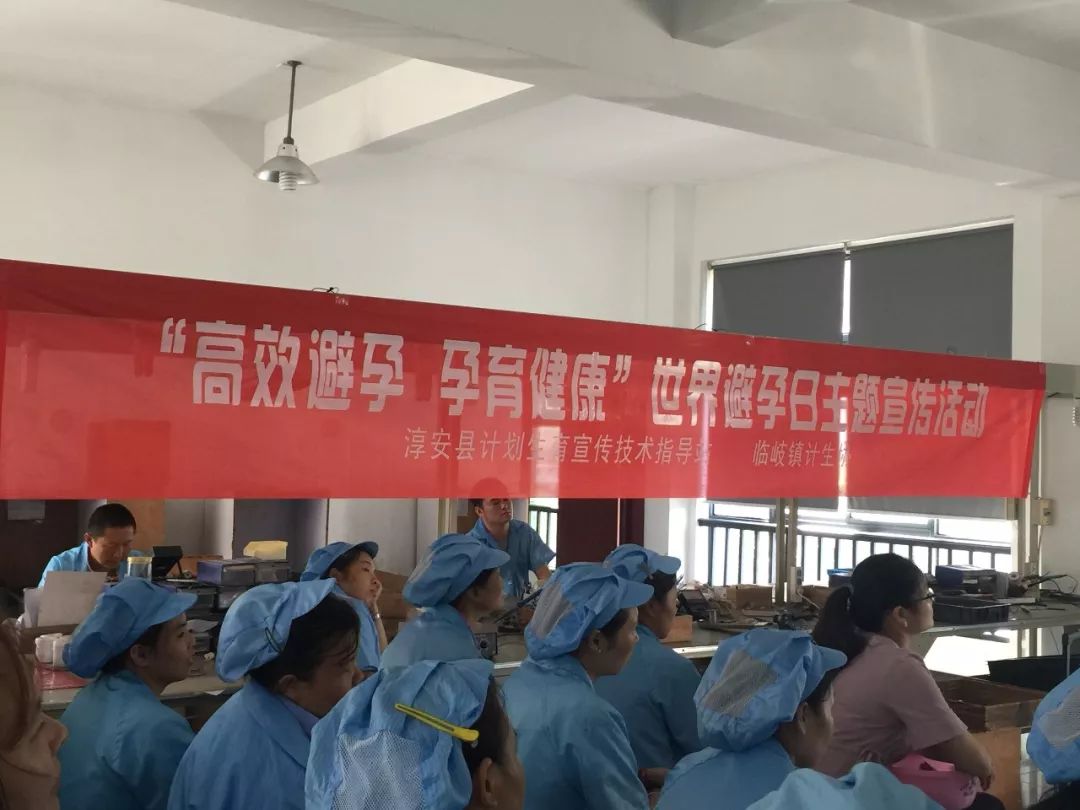 “高效避孕 孕育健康”世界避孕日主题宣传活动
淳安县计划生育宣传技术指导站 临岐镇计生协